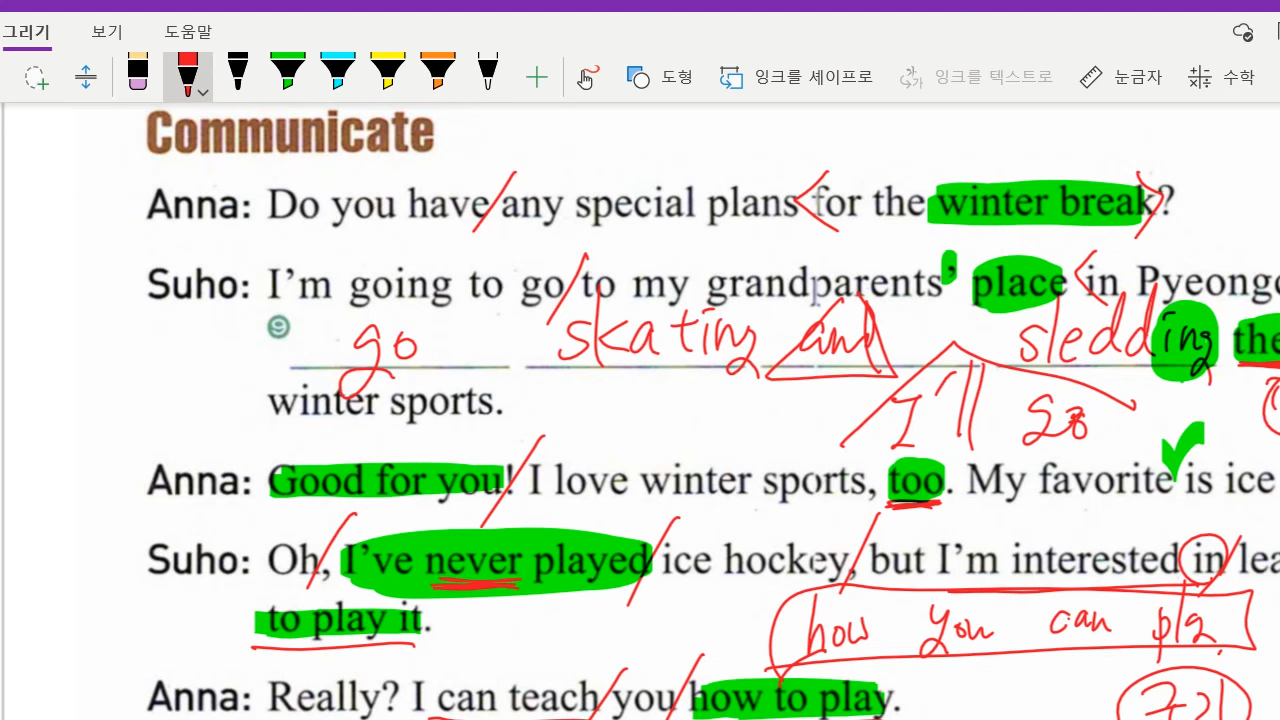 그리기 보기 도움말
도형 잉크를 셰이프로 잉크를 텍스트로 눈금자 수학
Communicate
Anna: Do you have any special plans for the winter break?
Suho: I'm going to go to my grandparents' place in Pyeong
9 go skating and sledding the
I'll go
winter sports.
Anna: Good for you! I love winter sports, too. My favorite is ice
Suho: Oh, I've never played ice hockey, but I'm interested in lea
to play it.
how you can
Anna: Really? I can teach you how to play.